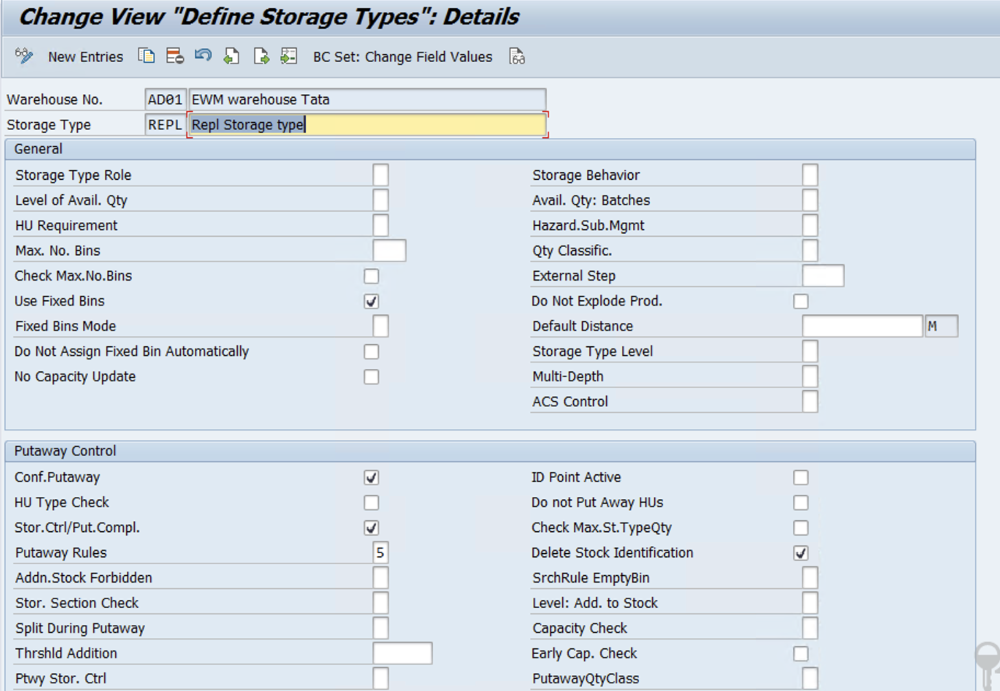 Change View "Define Storage Types": Details
New Entries BC Set: Change Field Values
Warehouse No. AD01 EWM warehouse Tata
Storage Type REPL Repl Storage type
General
Storage Type Role Storage Behavior
Level of Avail. Qty Avail. Qty: Batches
HU Requirement Hazard.Sub.Mgmt
Max. No. Bins Qty Classific.
Check Max.No.Bins External Step
Use Fixed Bins Do Not Explode Prod.
Fixed Bins Mode Default Distance M
Do Not Assign Fixed Bin Automatically Storage Type Level
No Capacity Update Multi-Depth
ACS Control
Putaway Control
Conf.Putaway ID Point Active
HU Type Check Do not Put Away HUs
Stor.Ctrl/Put.Compl. Check Max.St.TypeQty
Putaway Rules 5 Delete Stock Identification
Addn.Stock Forbidden SrchRule EmptyBin
Stor. Section Check Level: Add. to Stock
Split During Putaway Capacity Check
Thrshld Addition Early Cap. Check
Ptwy Stor. Ctrl PutawayQtyClass